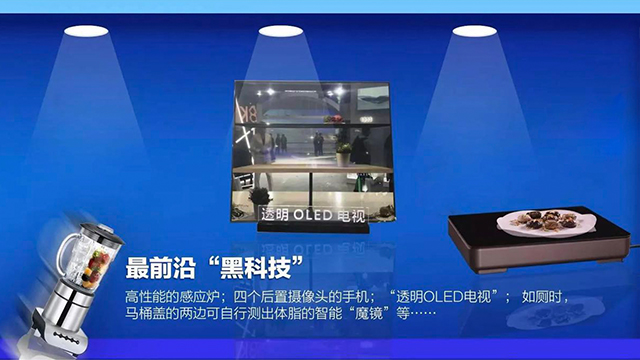 8K
透明 OLED 电视
最前沿“黑科技”
高性能的感应炉；四个后置摄像头的手机；“透明OLED电视”；如厕时，
马桶盖的两边可自行测出体脂的智能“魔镜”等……